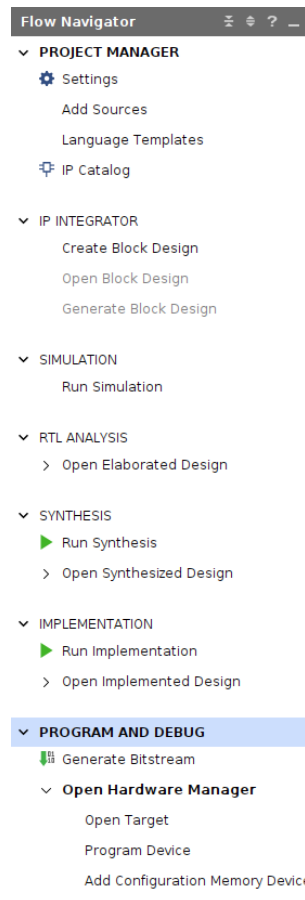 Flow Navigator ?
PROJECT MANAGER
Settings
Add Sources
Language Templates
IP Catalog
IP INTEGRATOR
Create Block Design
Open Block Design
Generate Block Design
SIMULATION
Run Simulation
RTL ANALYSIS
Open Elaborated Design
SYNTHESIS
Run Synthesis
Open Synthesized Design
IMPLEMENTATION
Run Implementation
Open Implemented Design
PROGRAM AND DEBUG
Generate Bitstream
Open Hardware Manager
Open Target
Program Device
Add Configuration Memory Device